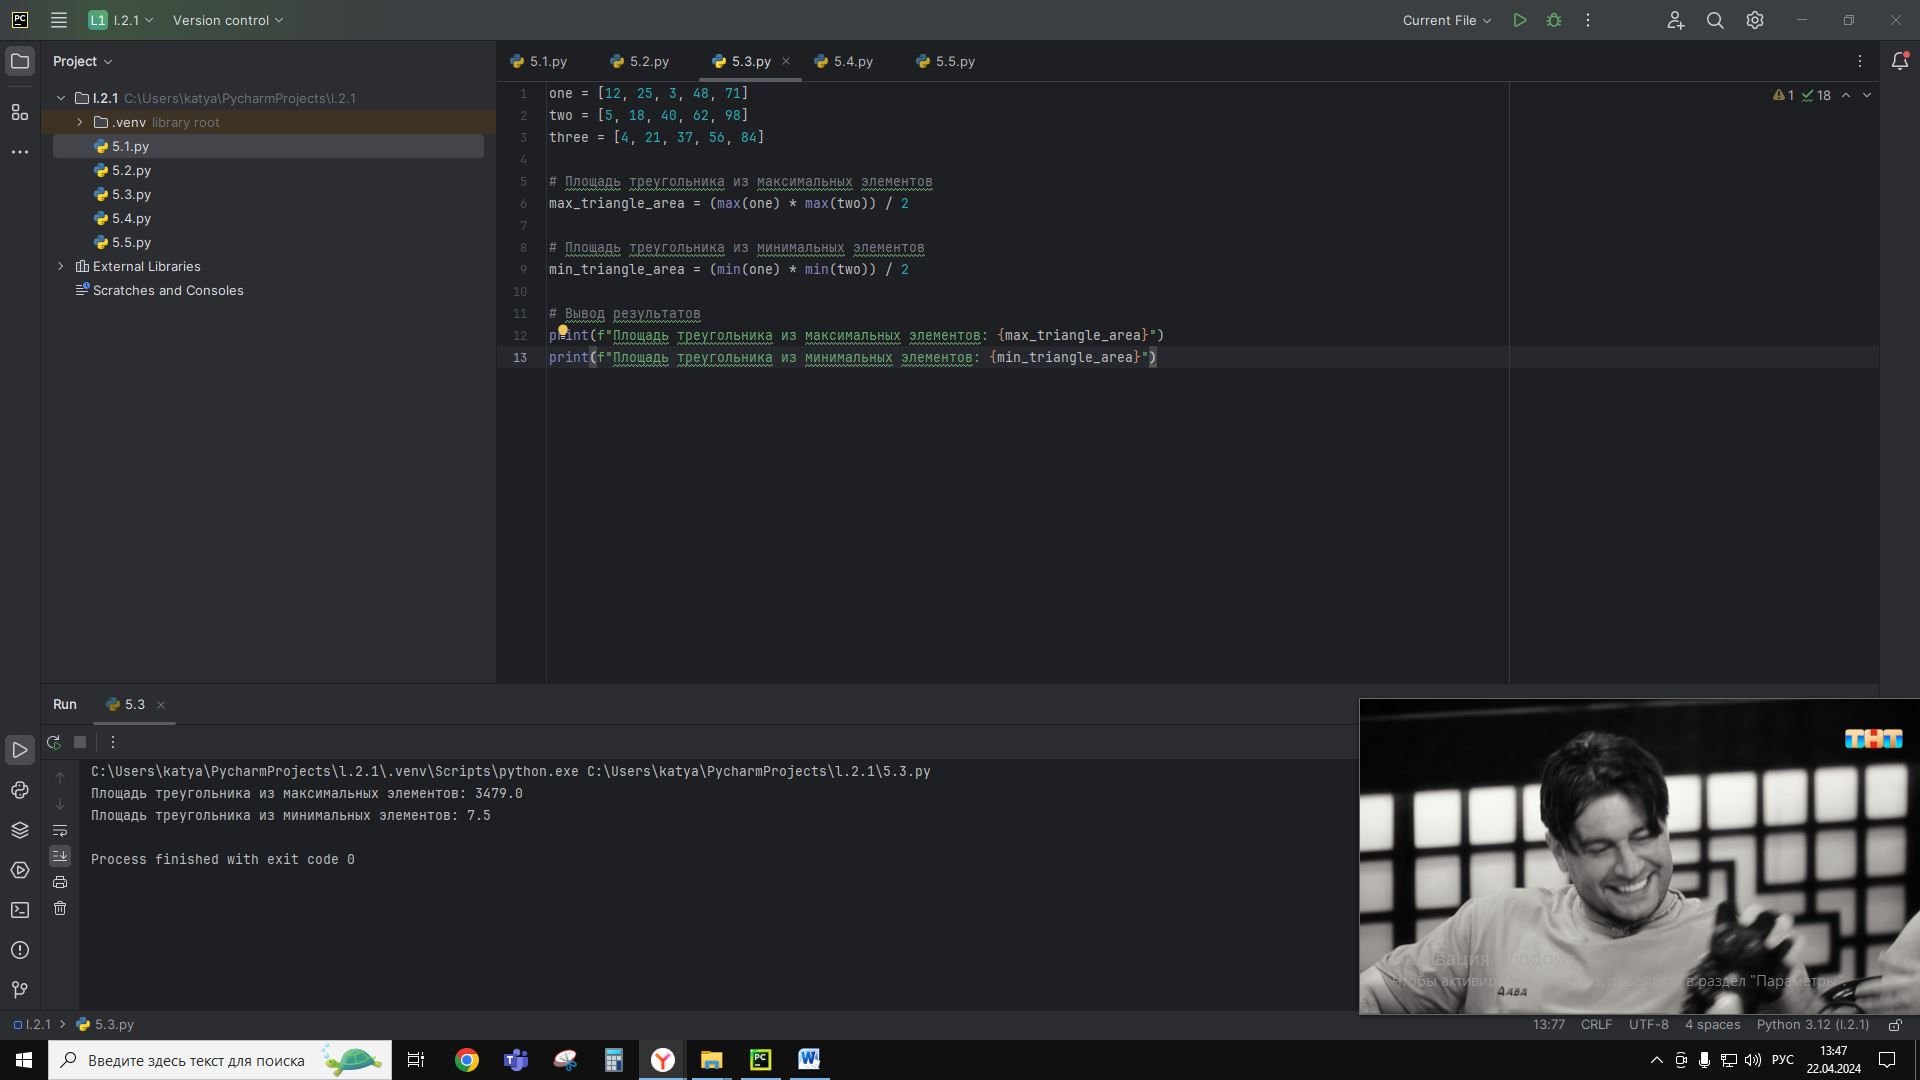 PC
L1 l.2.1
Version control
Current File
Project
5.1.py
5.2.py
5.3.py
5.4.py
5.5.py
l.2.1 C:\Users\katya\PycharmProjects\l.2.1
.venv library root
5.1.py
5.2.py
5.3.py
5.4.py
5.5.py
External Libraries
Scratches and Consoles
1 18
1 one = [12, 25, 3, 48, 71]
2 two = [5, 18, 40, 62, 98]
3 three = [4, 21, 37, 56, 84]
4
5 # Площадь треугольника из максимальных элементов
6 max_triangle_area = (max(one) * max(two)) / 2
7
8 # Площадь треугольника из минимальных элементов
9 min_triangle_area = (min(one) * min(two)) / 2
10
11 # Вывод результатов
12 print(f"Площадь треугольника из максимальных элементов: {max_triangle_area}")
13 print(f"Площадь треугольника из минимальных элементов: {min_triangle_area}")
Run
5.3
C:\Users\katya\PycharmProjects\l.2.1\.venv\Scripts\python.exe C:\Users\katya\PycharmProjects\l.2.1\5.3.py
Площадь треугольника из максимальных элементов: 3479.0
Площадь треугольника из минимальных элементов: 7.5
Process finished with exit code 0
ТНТ
в раздел "Параметры".
l.2.1 > 5.3.py
13:77 CRLF UTF-8 4 spaces Python 3.12 (l.2.1)
Введите здесь текст для поиска
РУС
13:47
22.04.2024